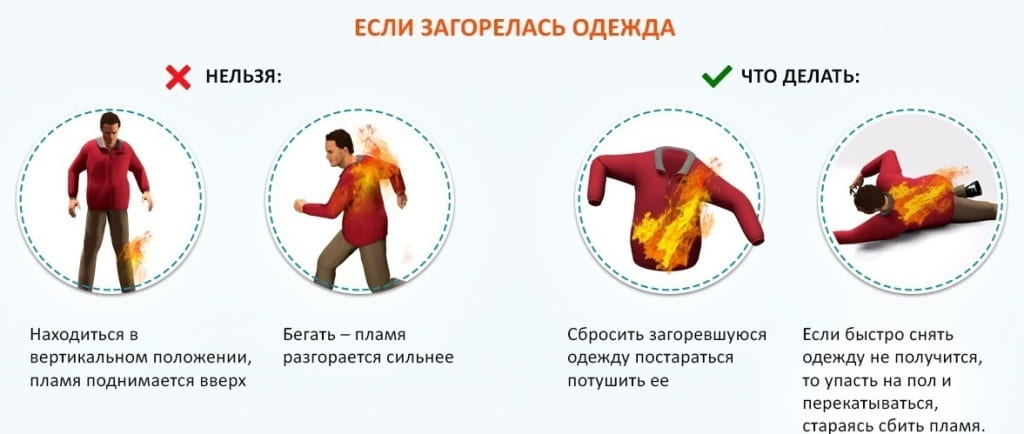 ЕСЛИ ЗАГОРЕЛАСЬ ОДЕЖДА
НЕЛЬЗЯ:
Находиться в
вертикальном положении,
пламя поднимается вверх
Бегать – пламя
разгорается сильнее
ЧТО ДЕЛАТЬ:
Сбросить загоревшуюся
одежду постараться
потушить ее
Если быстро снять
одежду не получится,
то упасть на пол и
перекатываться,
стараясь сбить пламя.